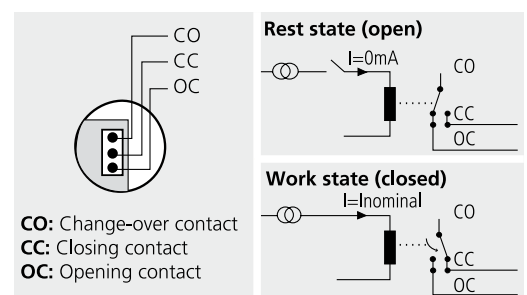 CO
CC
OC
CO: Change-over contact
CC: Closing contact
OC: Opening contact
Rest state (open)
I=0mA
CO
CC
OC
Work state (closed)
I=Inominal
CO
CC
OC